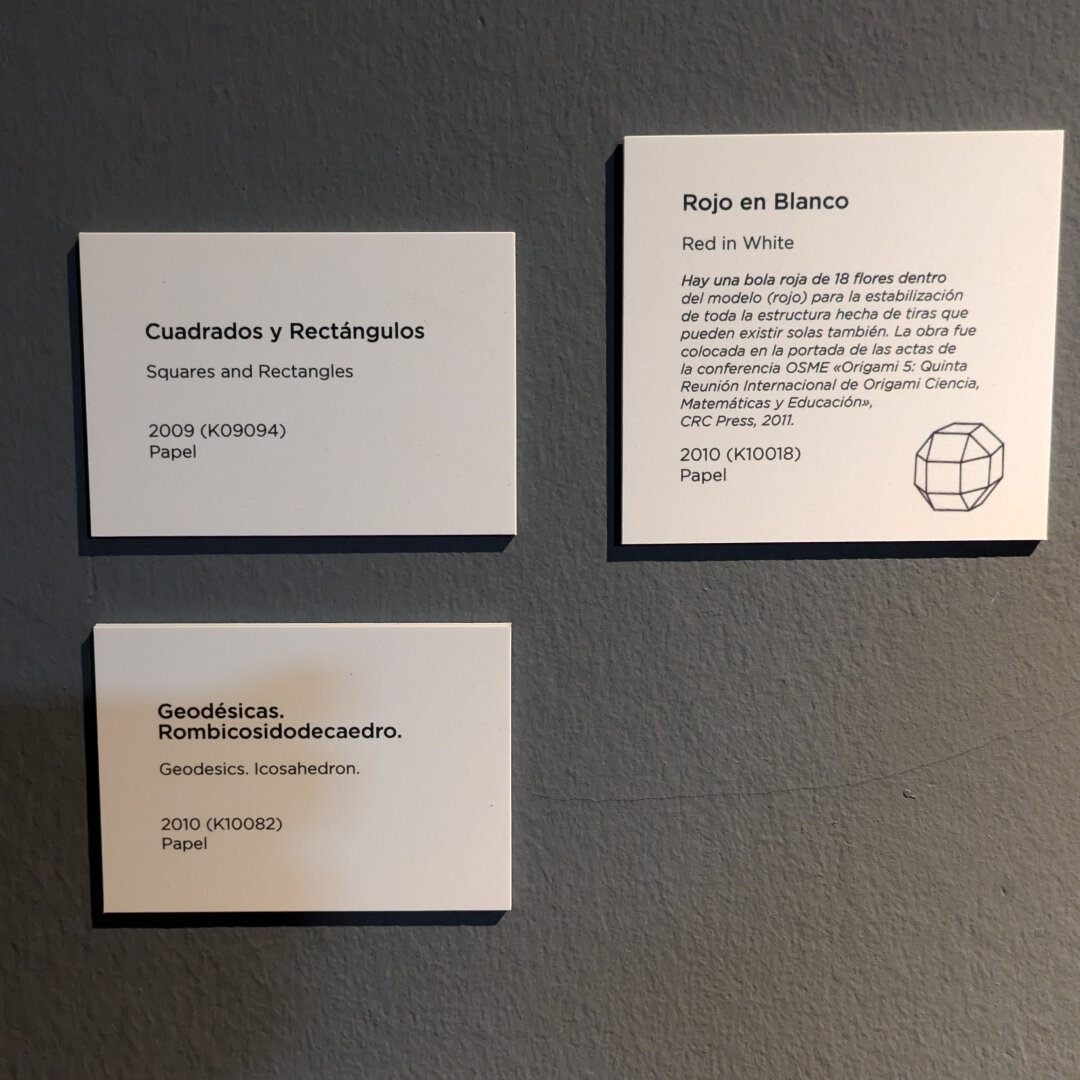 Cuadrados y Rectángulos
Squares and Rectangles
2009 (K09094)
Papel
Rojo en Blanco
Red in White
Hay una bola roja de 18 flores dentro
del modelo (rojo) para la estabilización
de toda la estructura hecha de tiras que
pueden existir solas también. La obra fue
colocada en la portada de las actas de
la conferencia OSME «Origami 5: Quinta
Reunión Internacional de Origami Ciencia,
Matemáticas y Educación»,
CRC Press, 2011.
2010 (K10018)
Papel
Geodésicas.
Rombicosidodecaedro.
Geodesics. Icosahedron.
2010 (K10082)
Papel